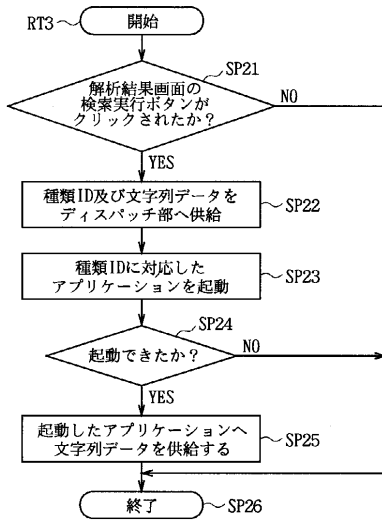 RT3
開始
SP21
解析結果画面の
検索実行ボタンが
クリックされたか？
NO
YES
種類ID及び文字列データを
ディスパッチ部へ供給
SP22
種類IDに対応した
アプリケーションを起動
SP23
SP24
起動できたか？
NO
YES
起動したアプリケーションへ
文字列データを供給する
SP25
終了
SP26